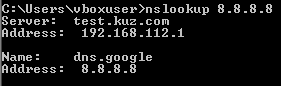 C:\Users\vboxuser>nslookup 8.8.8.8
Server:  test.kuz.com
Address:  192.168.112.1
Name:    dns.google
Address:  8.8.8.8